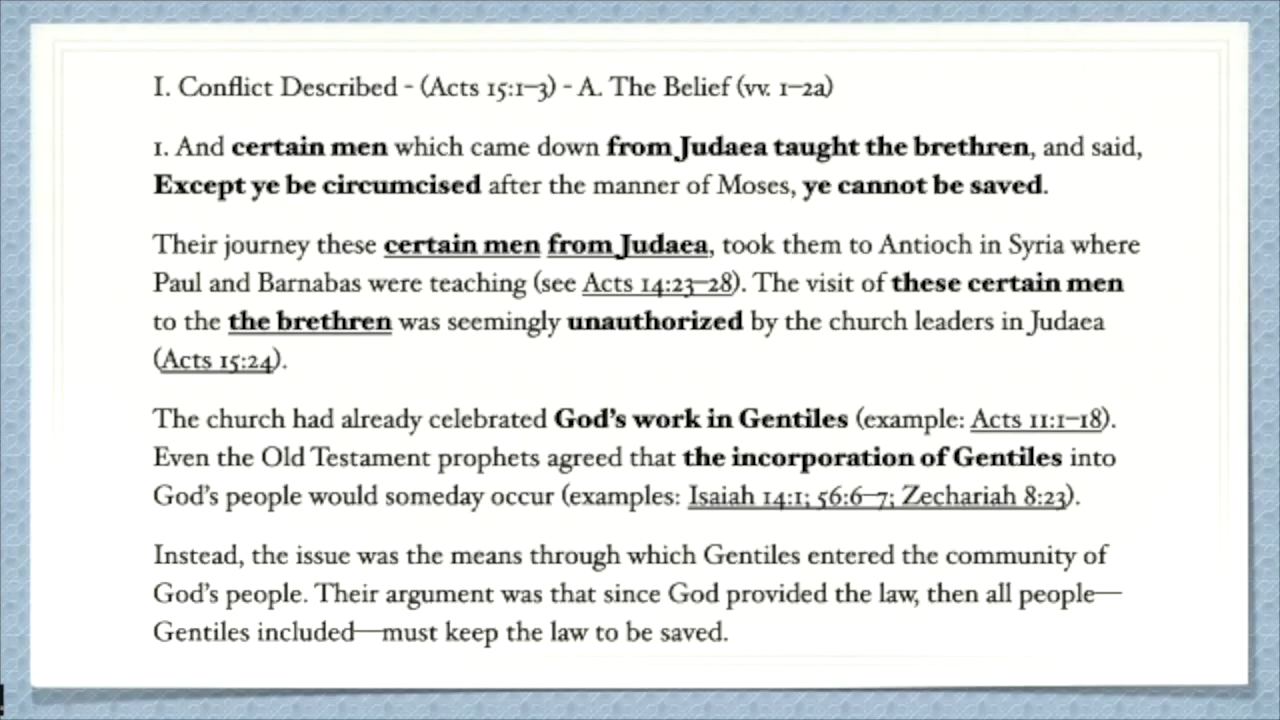 I. Conflict Described - (Acts 15:1–3) - A. The Belief (vv. 1–2a)
1. And certain men which came down from Judaea taught the brethren, and said,
Except ye be circumcised after the manner of Moses, ye cannot be saved.
Their journey these certain men from Judaea, took them to Antioch in Syria where
Paul and Barnabas were teaching (see Acts 14:23–28). The visit of these certain men
to the the brethren was seemingly unauthorized by the church leaders in Judaea
(Acts 15:24).
The church had already celebrated God’s work in Gentiles (example: Acts 11:1–18).
Even the Old Testament prophets agreed that the incorporation of Gentiles into
God’s people would someday occur (examples: Isaiah 14:1; 56:6–7; Zechariah 8:23).
Instead, the issue was the means through which Gentiles entered the community of
God’s people. Their argument was that since God provided the law, then all people—
Gentiles included—must keep the law to be saved.